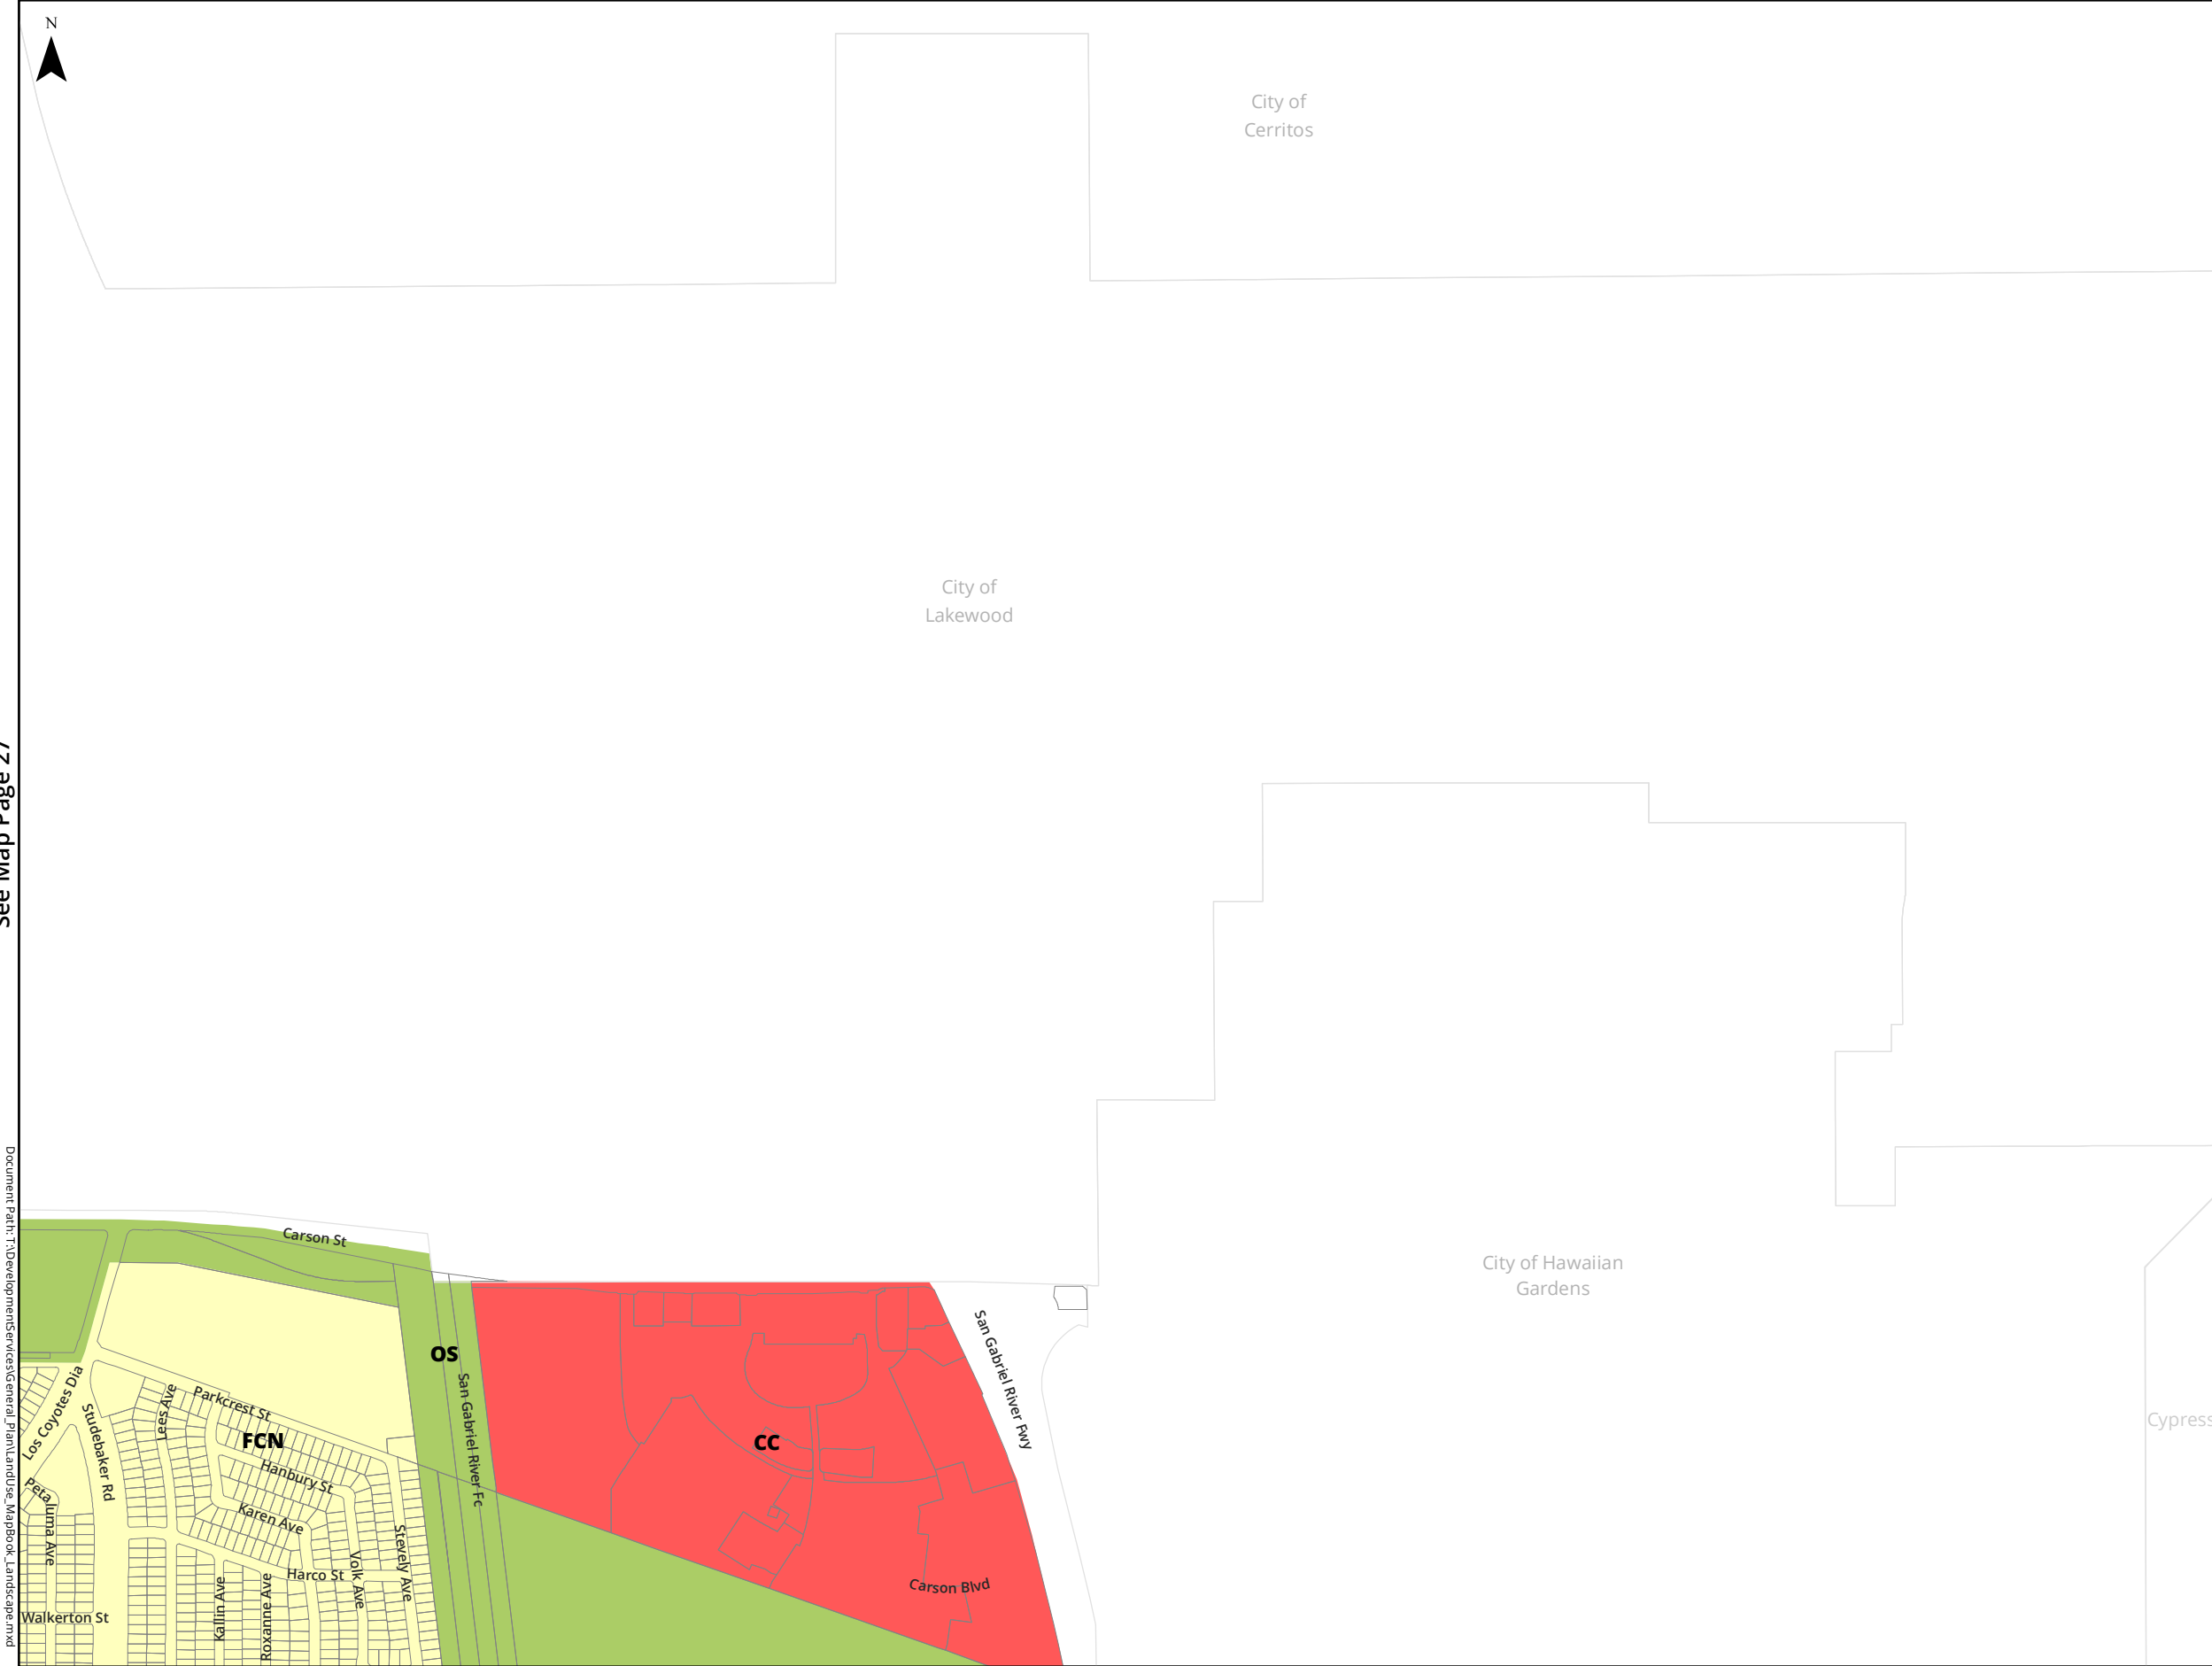 N
City of
Cerritos
City of
Lakewood
See Map Page 27
City of Hawaiian
Gardens
Cypress
Carson St
San Gabriel River Fwy
OS
San Gabriel River Fc
Los Coyotes Dia
Studebaker Rd
Lees Ave
Parkcrest St
FCN
CC
Hanbury St
Petaluma Ave
Karen Ave
Stevely Ave
Volk Ave
Harco St
Carson Blvd
Kallin Ave
Roxanne Ave
Walkerton St
Document Path: T:\DevelopmentServices\General_Plan\LandUse_MapBook_Landscape.mxd